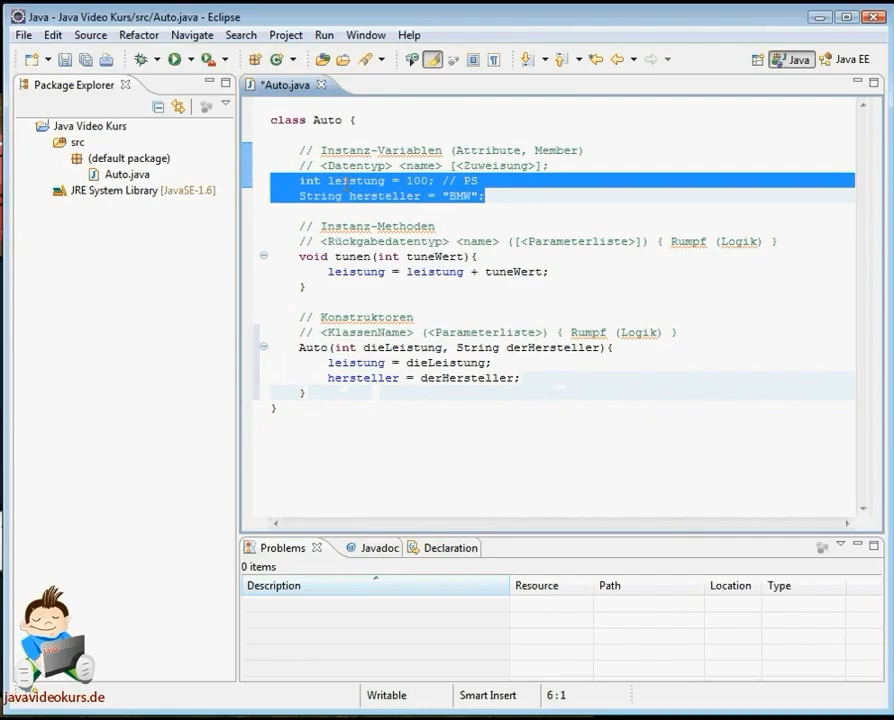 Java - Java Video Kurs/src/Auto.java - Eclipse
File Edit Source Refactor Navigate Search Project Run Window Help
Java Java EE
Package Explorer
*Auto.java
Java Video Kurs
src
(default package)
Auto.java
JRE System Library [JavaSE-1.6]
class Auto {
// Instanz-Variablen (Attribute, Member)
// <Datentyp> <name> [<Zuweisung>];
int leistung = 100; // PS
String hersteller = "BMW";
// Instanz-Methoden
// <Rückgabedatentyp> <name> ([<Parameterliste>]) { Rumpf (Logik) }
void tunen(int tuneWert){
leistung = leistung + tuneWert;
}
// Konstruktoren
// <KlassenName> (<Parameterliste>) { Rumpf (Logik) }
Auto(int dieLeistung, String derHersteller){
leistung = dieLeistung;
hersteller = derHersteller;
}
}
Problems Javadoc Declaration
0 items
Description Resource Path Location Type
javavideokurs.de
Writable Smart Insert 6 : 1